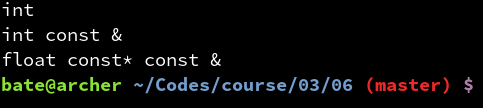 int
int const &
float const* const &
bate@archer ~/Codes/course/03/06 (master) $